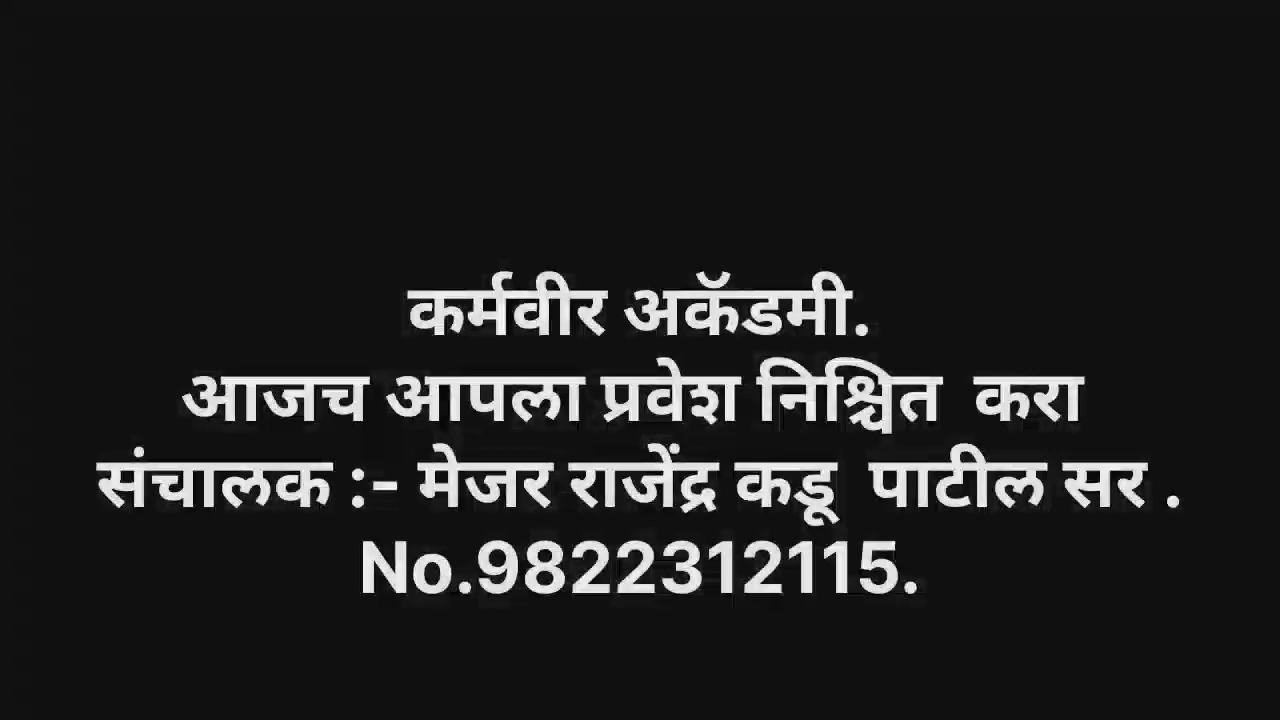 कर्मवीर अकॅडमी.
आजच आपला प्रवेश निश्चित करा
संचालक :- मेजर राजेंद्र कडू पाटील सर .
No.9822312115.